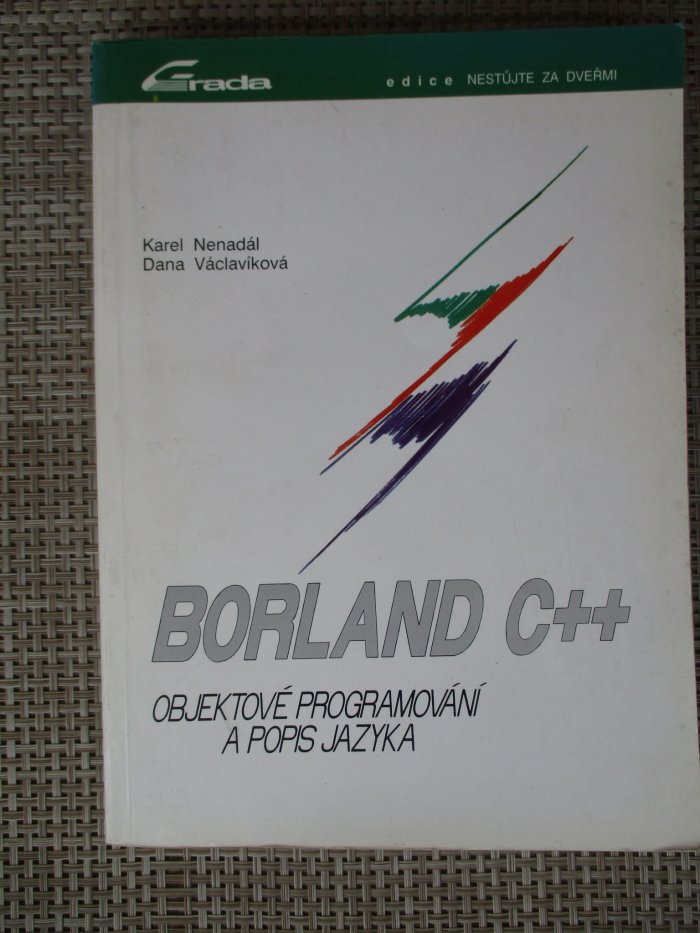 Grada
edice NESTŮJTE ZA DVEŘMI
Karel Nenadál
Dana Václavíková
BORLAND C++
OBJEKTOVÉ PROGRAMOVÁNÍ
A POPIS JAZYKA